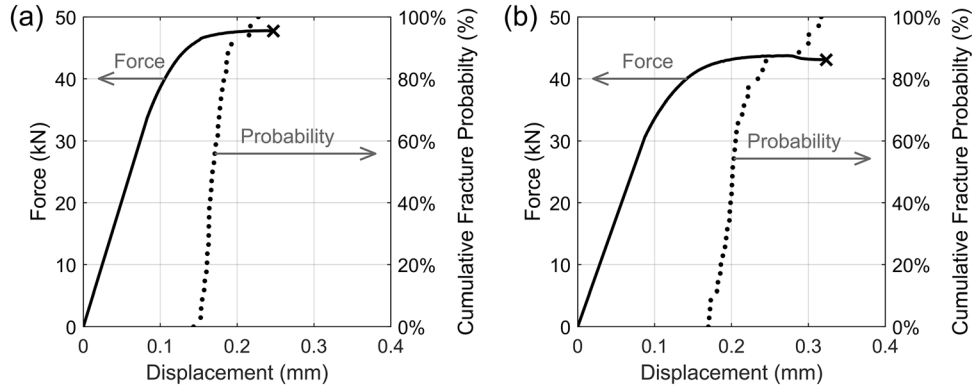 (a)
50
40
30
20
10
0
Force (kN)
0
0.1
0.2
0.3
0.4
Displacement (mm)
100%
80%
60%
40%
20%
0%
Cumulative Fracture Probabilty (%)
Force
Probability
(b)
50
40
30
20
10
0
Force (kN)
0
0.1
0.2
0.3
0.4
Displacement (mm)
100%
80%
60%
40%
20%
0%
Cumulative Fracture Probabilty (%)
Force
Probability